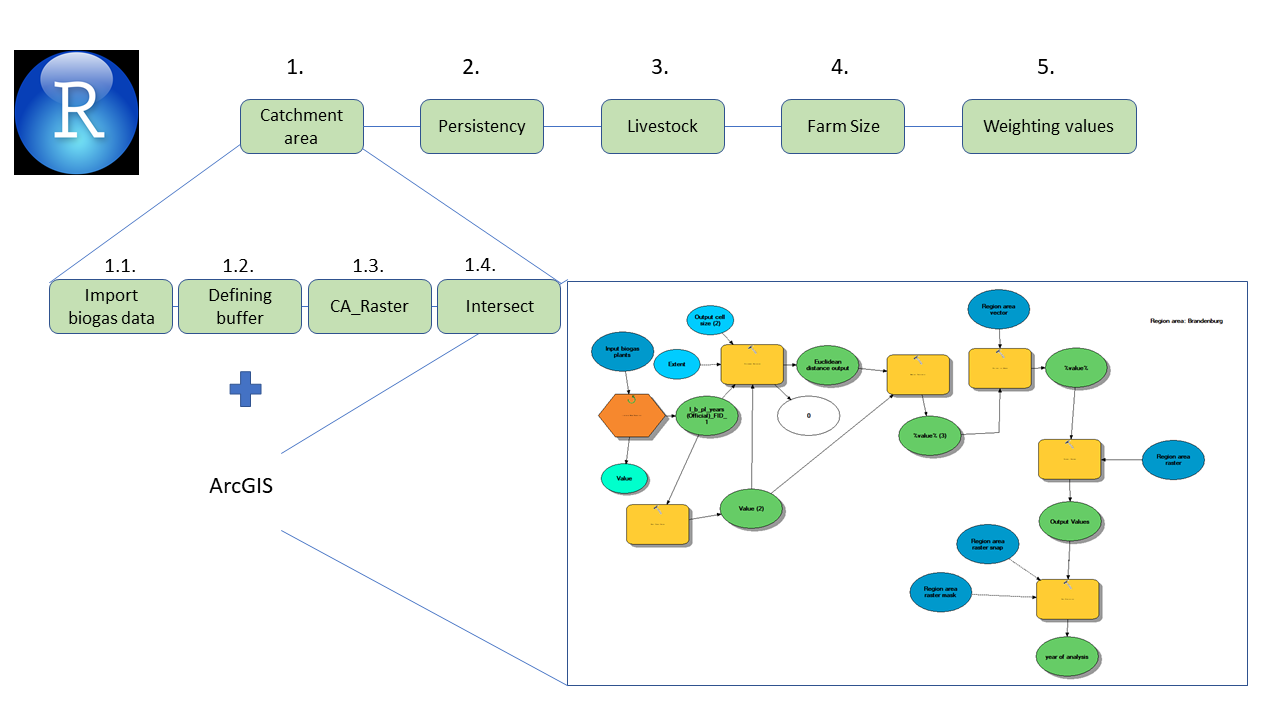 R
1.
2.
3.
4.
5.
Catchment
area
Persistency
Livestock
Farm Size
Weighting values
1.1.
1.2.
1.3.
1.4.
Import
biogas data
Defining
buffer
CA_Raster
Intersect
ArcGIS
Region area: Brandenburg
Input biogas
plants
Output cell
size (2)
Extent
Euclidean
distance output
I_b_pl_years
(Official)_FID_
1
0
Value
Value (2)
%value% (3)
Region area
vector
%value%
Region area
raster
Output Values
Region area
raster snap
Region area
raster mask
year of analysis